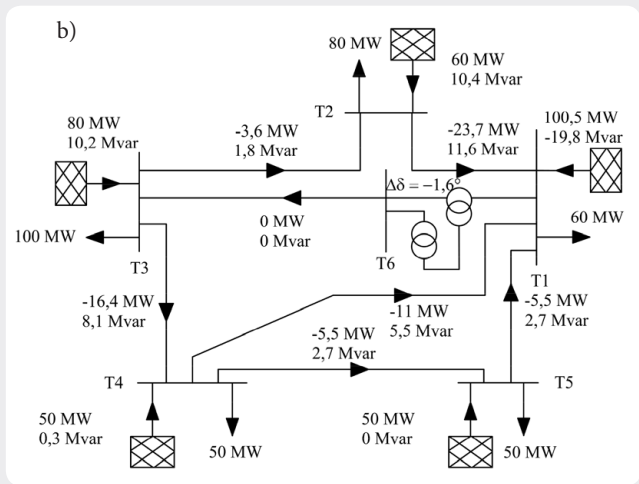 b)
80 MW
60 MW
10,4 Mvar
T2
80 MW
10,2 Mvar
-3,6 MW
1,8 Mvar
-23,7 MW
11,6 Mvar
100,5 MW
-19,8 Mvar
Δδ = −1,6°
0 MW
0 Mvar
60 MW
100 MW
T3
T6
T1
-16,4 MW
8,1 Mvar
-11 MW
5,5 Mvar
-5,5 MW
2,7 Mvar
-5,5 MW
2,7 Mvar
T4
T5
50 MW
0,3 Mvar
50 MW
50 MW
0 Mvar
50 MW